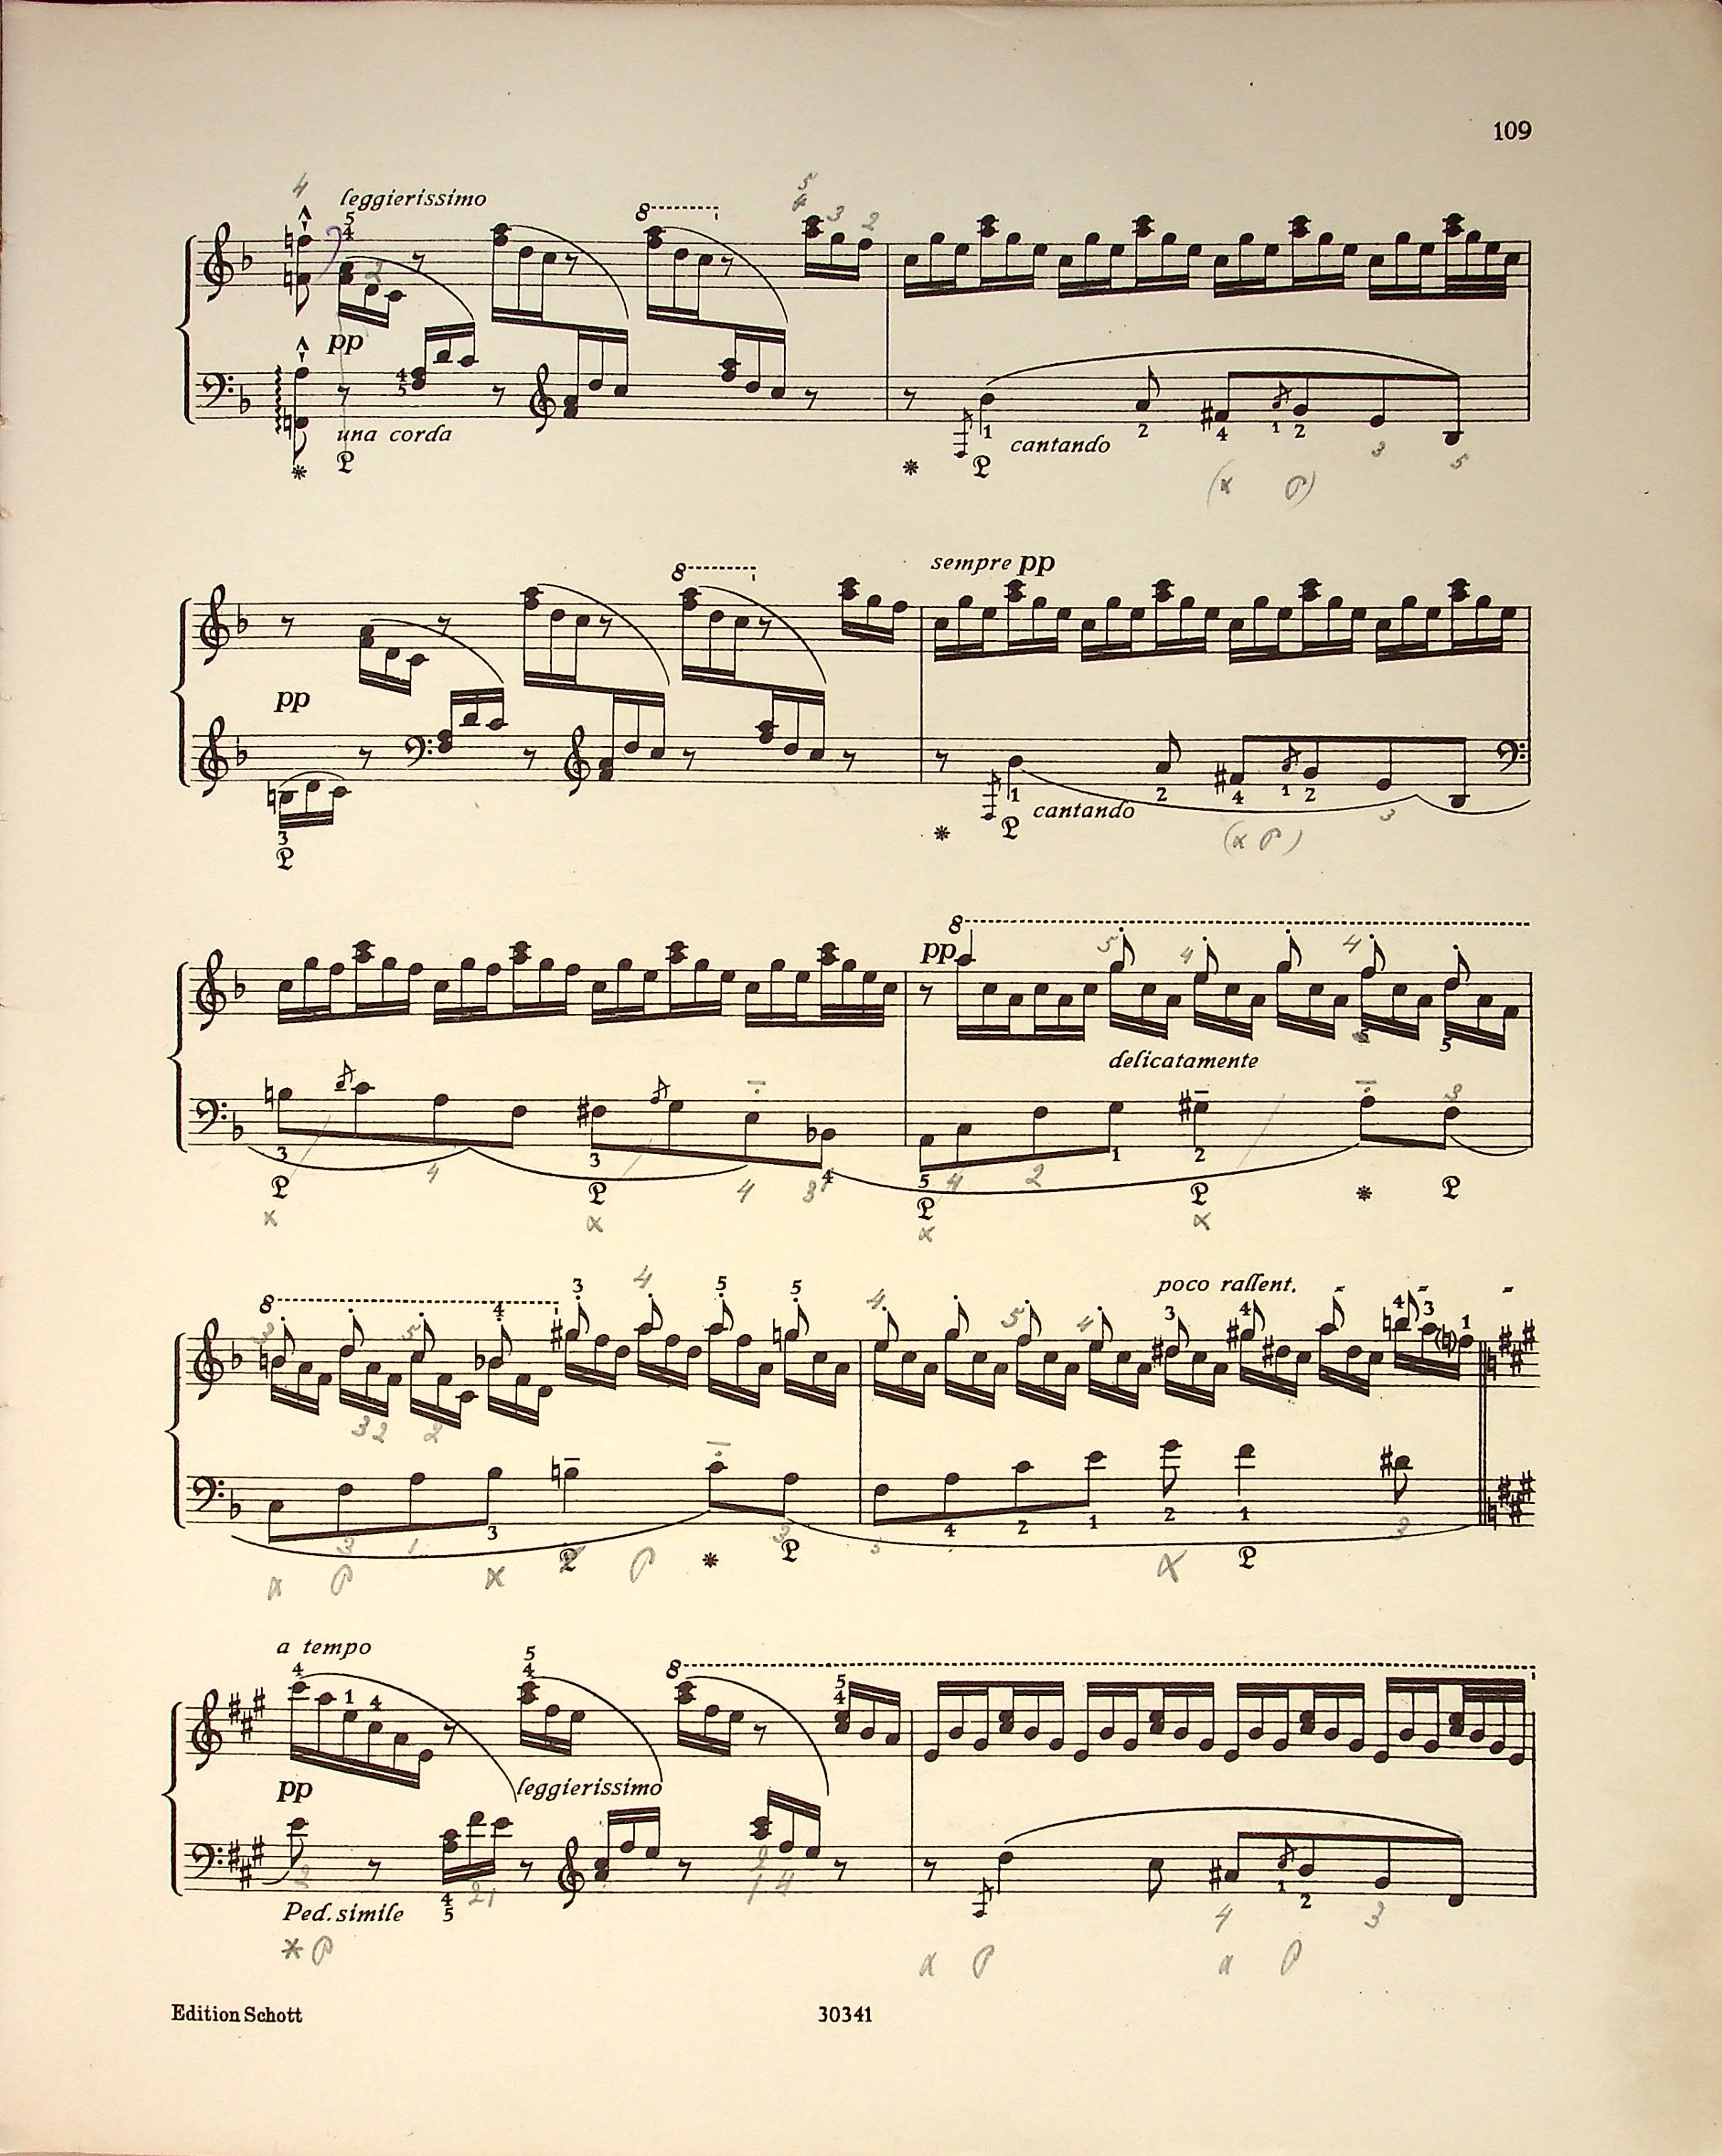 109
leggierissimo
pp
una corda
cantando
sempre pp
pp
cantando
pp
delicatamente
poco rallent.
a tempo
pp
leggierissimo
Ped. simile
Edition Schott
30341